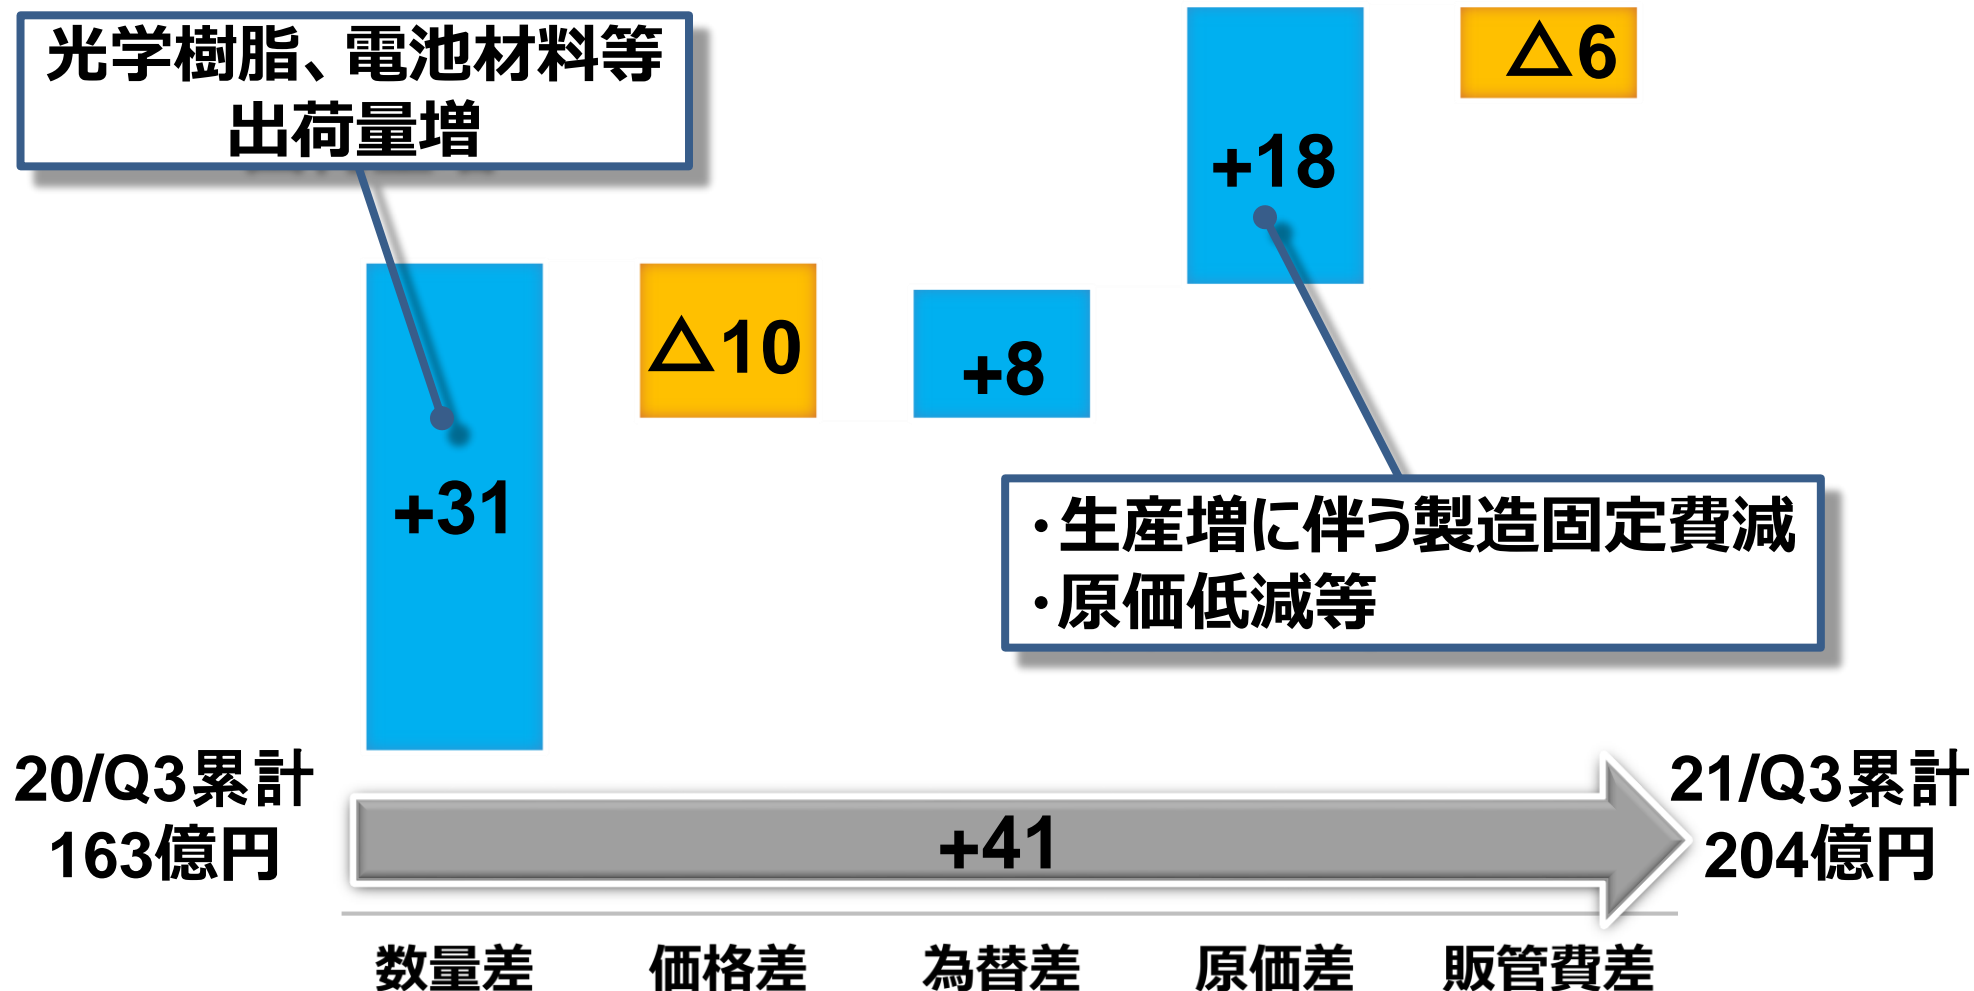 光学樹脂、電池材料等
出荷量増
△6
+18
△10
+8
+31
・生産増に伴う製造固定費減
・原価低減等
20/Q3累計
163億円
+41
21/Q3累計
204億円
数量差
価格差
為替差
原価差
販管費差